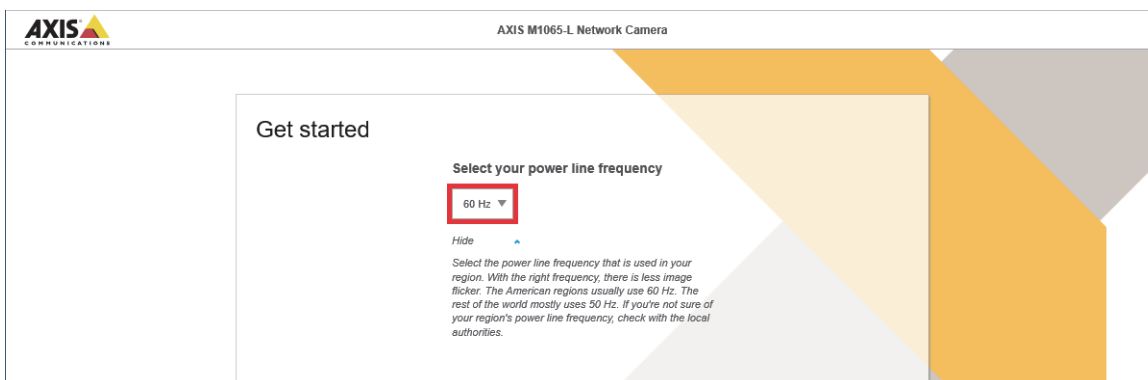 AXIS
COMMUNICATIONS
AXIS M1065-L Network Camera
Get started
Select your power line frequency
60 Hz
Hide
Select the power line frequency that is used in your
region. With the right frequency, there is less image
flicker. The American regions usually use 60 Hz. The
rest of the world mostly uses 50 Hz. If you're not sure of
your region's power line frequency, check with the local
authorities.